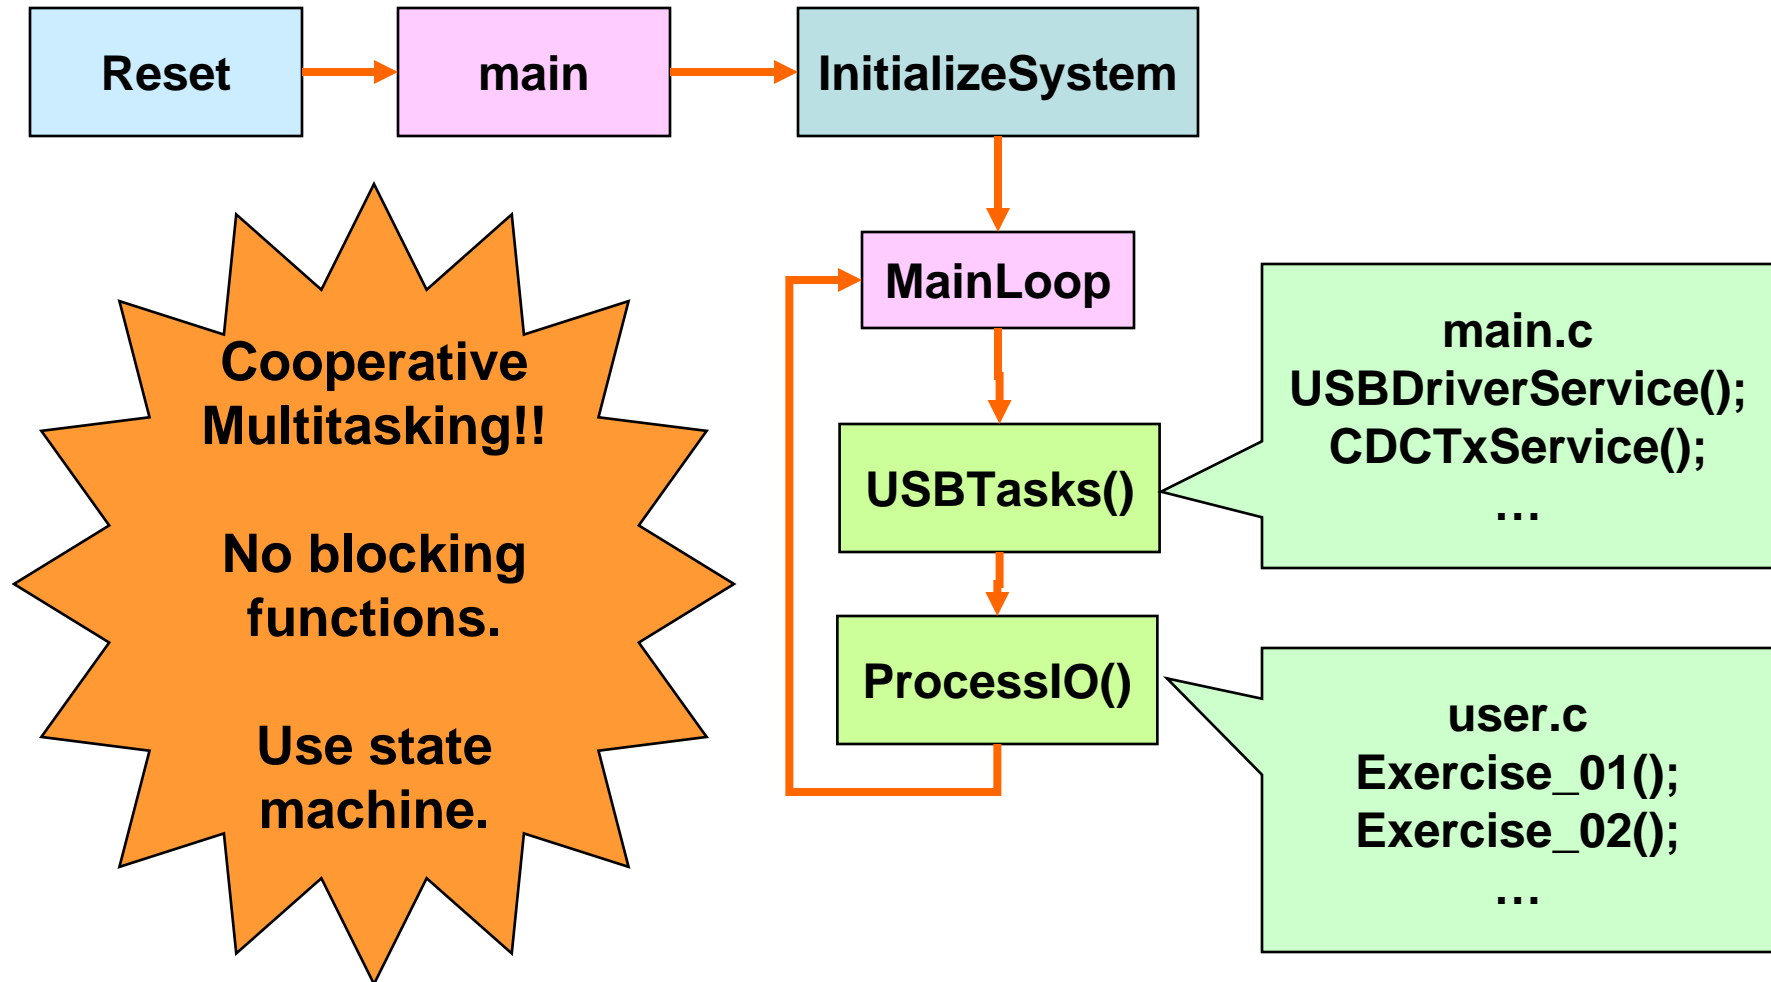 Reset
main
InitializeSystem
MainLoop
USBTasks()
ProcessIO()
main.c
USBDriverService();
CDCTxService();
…
user.c
Exercise_01();
Exercise_02();
…
Cooperative
Multitasking!!
No blocking
functions.
Use state
machine.